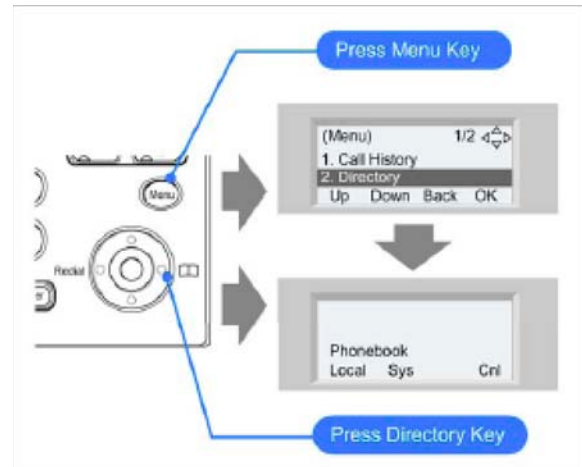 Press Menu Key
(Menu) 1/2
1. Call History
2. Directory
Up Down Back OK
Menu
Redial
Phonebook
Local Sys Cnl
Press Directory Key